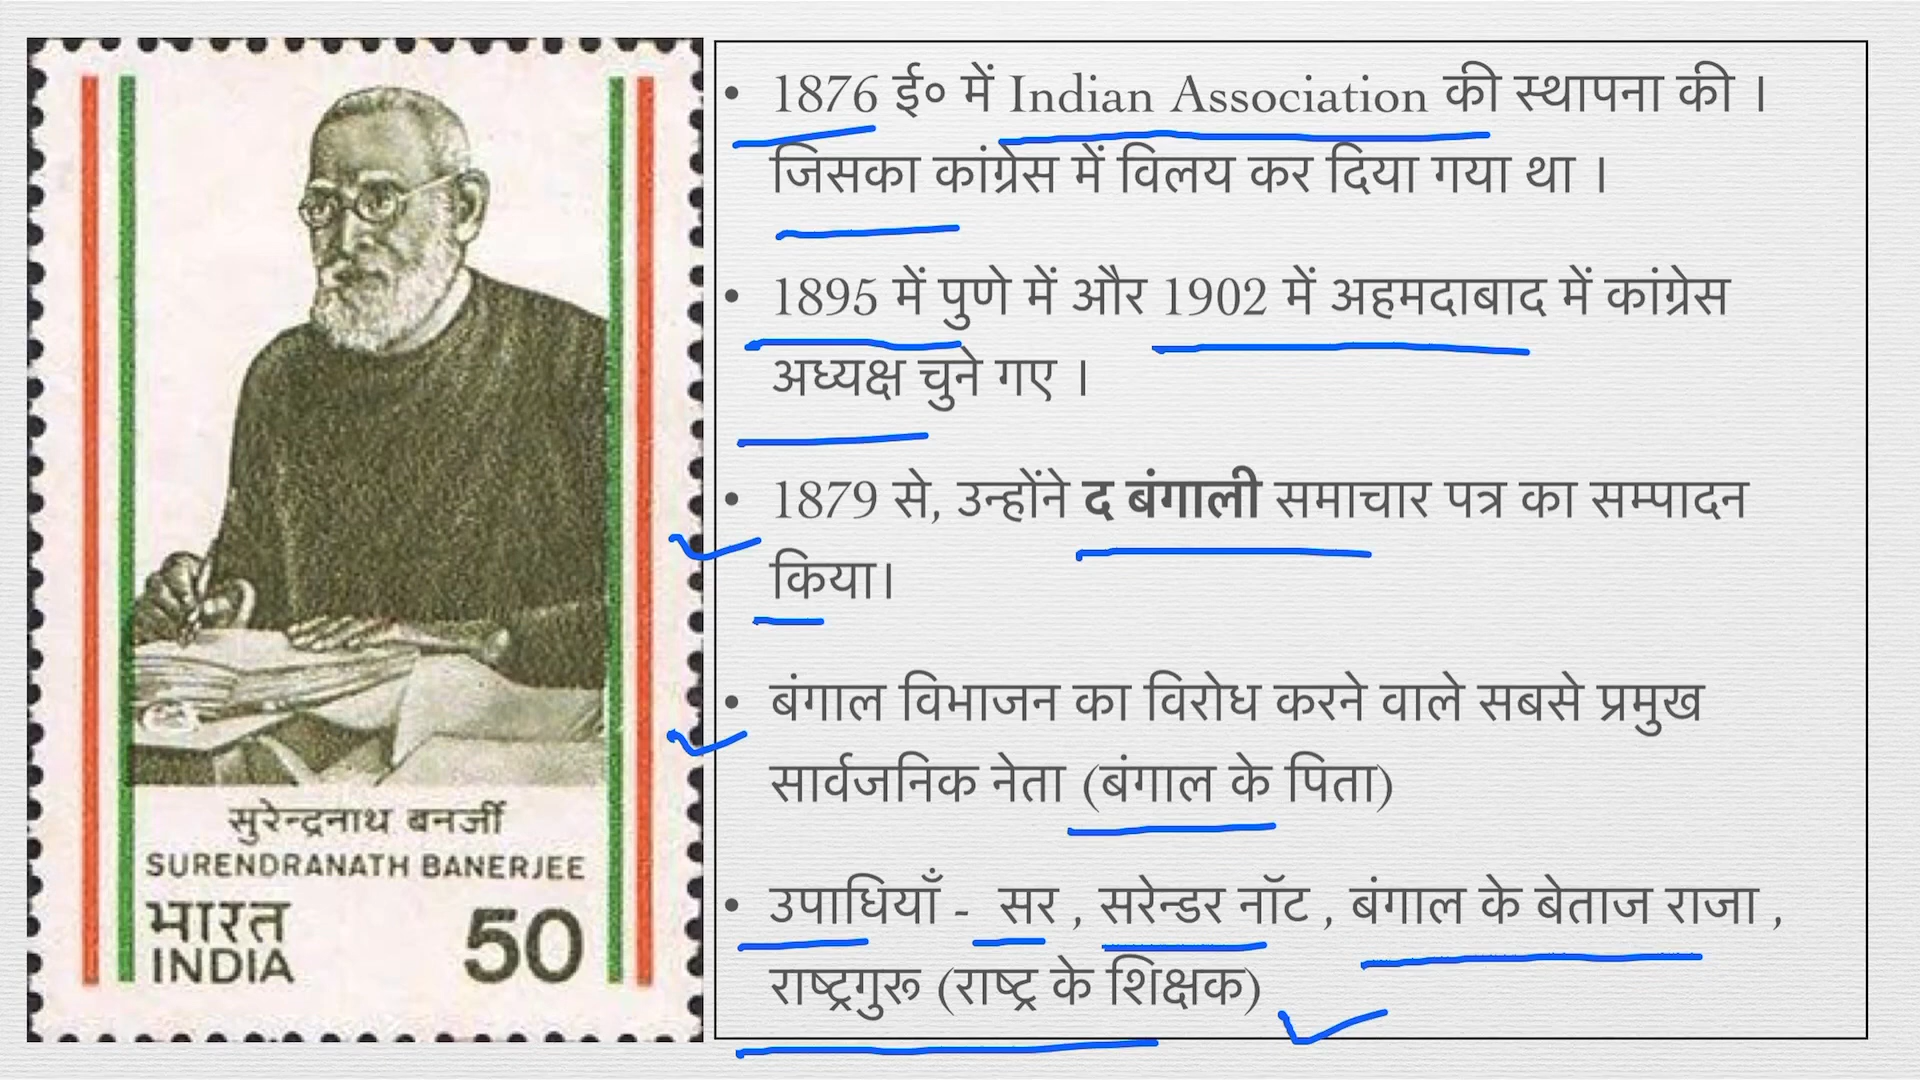 सुरेन्द्रनाथ बनर्जी
SURENDRANATH BANERJEE
भारत
INDIA
50
• 1876 ई० में Indian Association की स्थापना की ।
जिसका कांग्रेस में विलय कर दिया गया था ।
• 1895 में पुणे में और 1902 में अहमदाबाद में कांग्रेस
अध्यक्ष चुने गए ।
• 1879 से, उन्होंने द बंगाली समाचार पत्र का सम्पादन
किया।
• बंगाल विभाजन का विरोध करने वाले सबसे प्रमुख
सार्वजनिक नेता (बंगाल के पिता)
• उपाधियाँ - सर , सरेन्डर नॉट , बंगाल के बेताज राजा ,
राष्ट्रगुरू (राष्ट्र के शिक्षक)